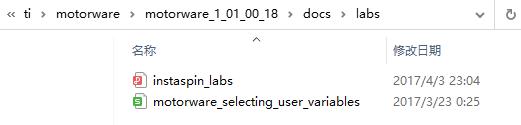 « ti › motorware › motorware_1_01_00_18 › docs › labs
名称 修改日期
instaspin_labs 2017/4/3 23:04
motorware_selecting_user_variables 2017/3/23 0:25